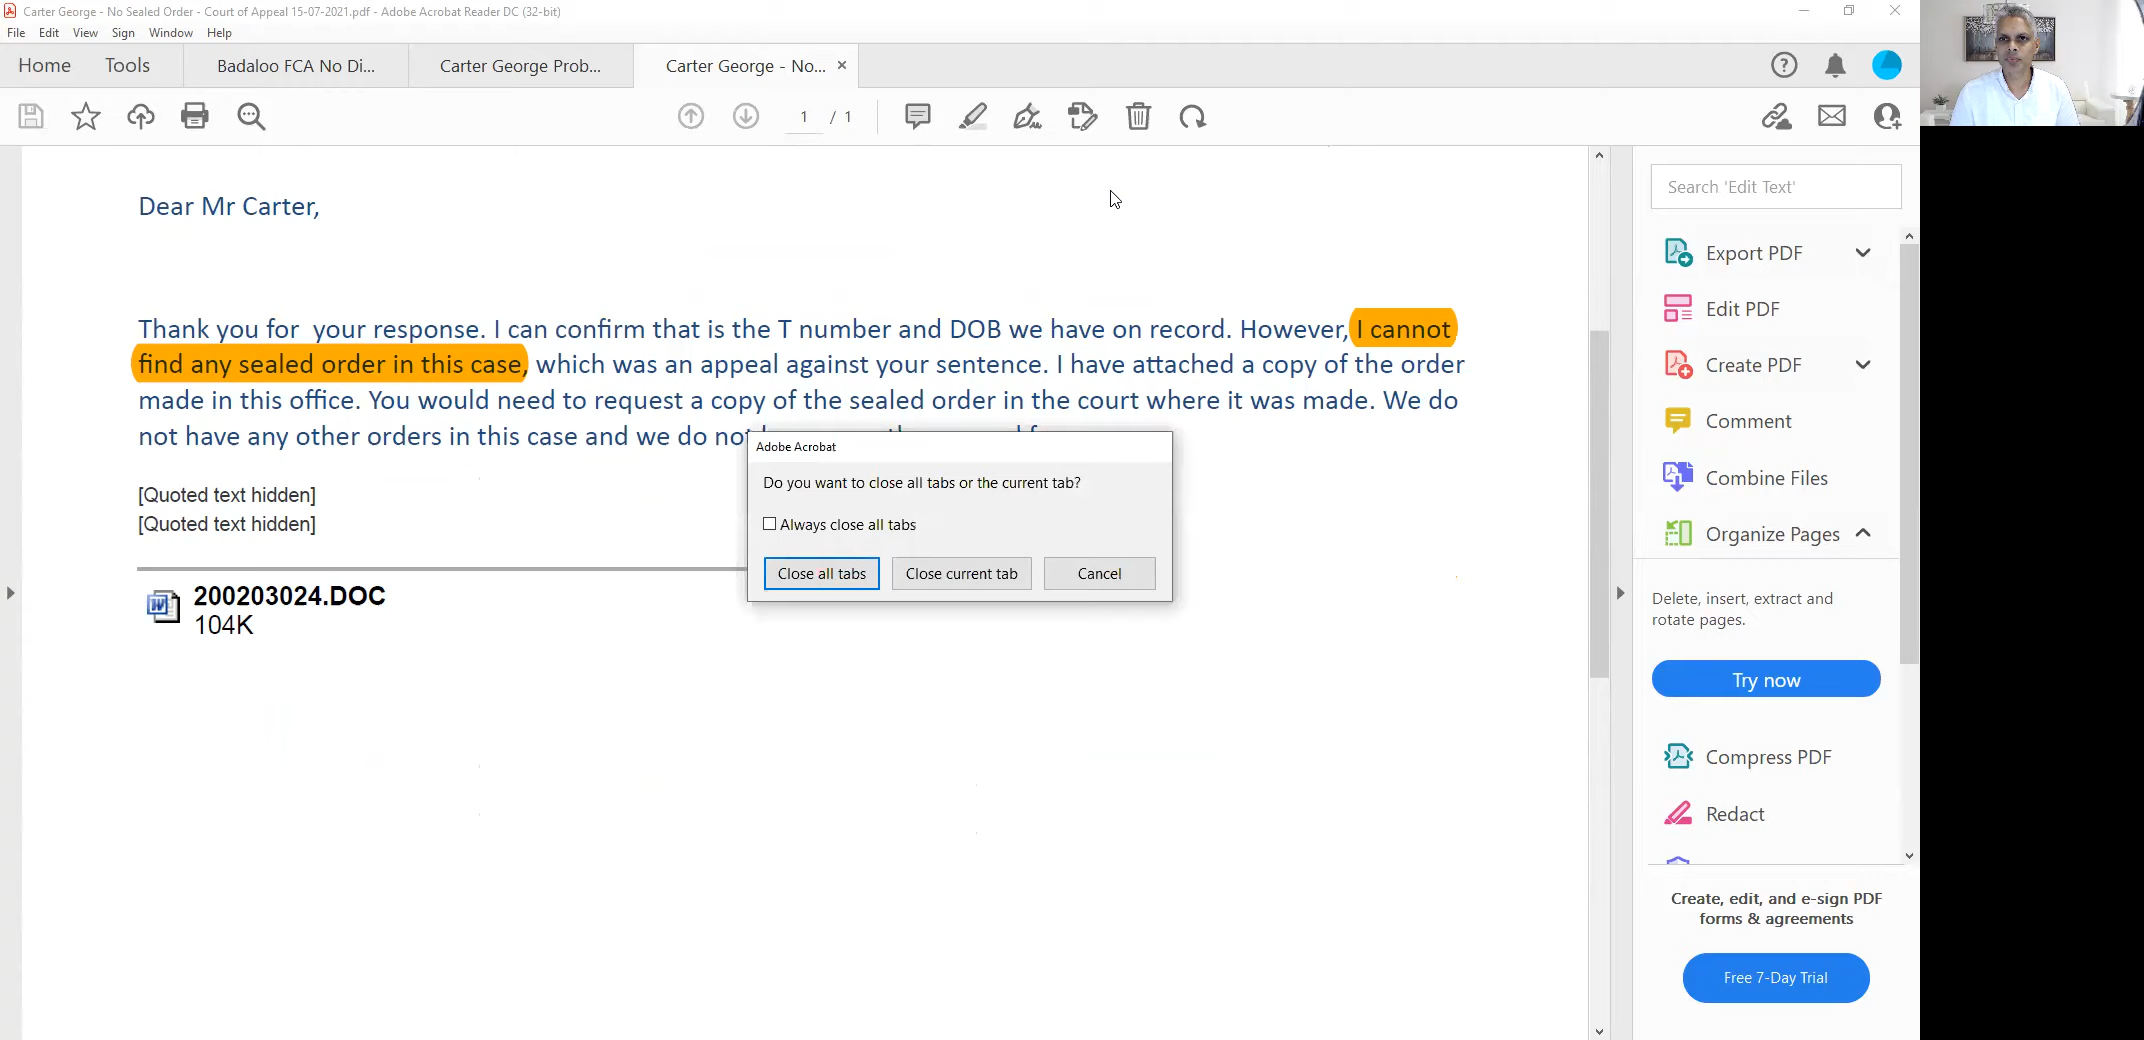 Carter George - No Sealed Order - Court of Appeal 15-07-2021.pdf - Adobe Acrobat Reader DC (32-bit)
File Edit View Sign Window Help
Home Tools Badaloo FCA No Di... Carter George Prob... Carter George - No...
1 / 1
Search 'Edit Text'
Dear Mr Carter,
Thank you for your response. I can confirm that is the T number and DOB we have on record. However, I cannot
find any sealed order in this case, which was an appeal against your sentence. I have attached a copy of the order
made in this office. You would need to request a copy of the sealed order in the court where it was made. We do
not have any other orders in this case and we do not
[Quoted text hidden]
[Quoted text hidden]
200203024.DOC
104K
Adobe Acrobat
Do you want to close all tabs or the current tab?
Always close all tabs
Close all tabs Close current tab Cancel
Export PDF
Edit PDF
Create PDF
Comment
Combine Files
Organize Pages
Delete, insert, extract and
rotate pages.
Try now
Compress PDF
Redact
Create, edit, and e-sign PDF
forms & agreements
Free 7-Day Trial